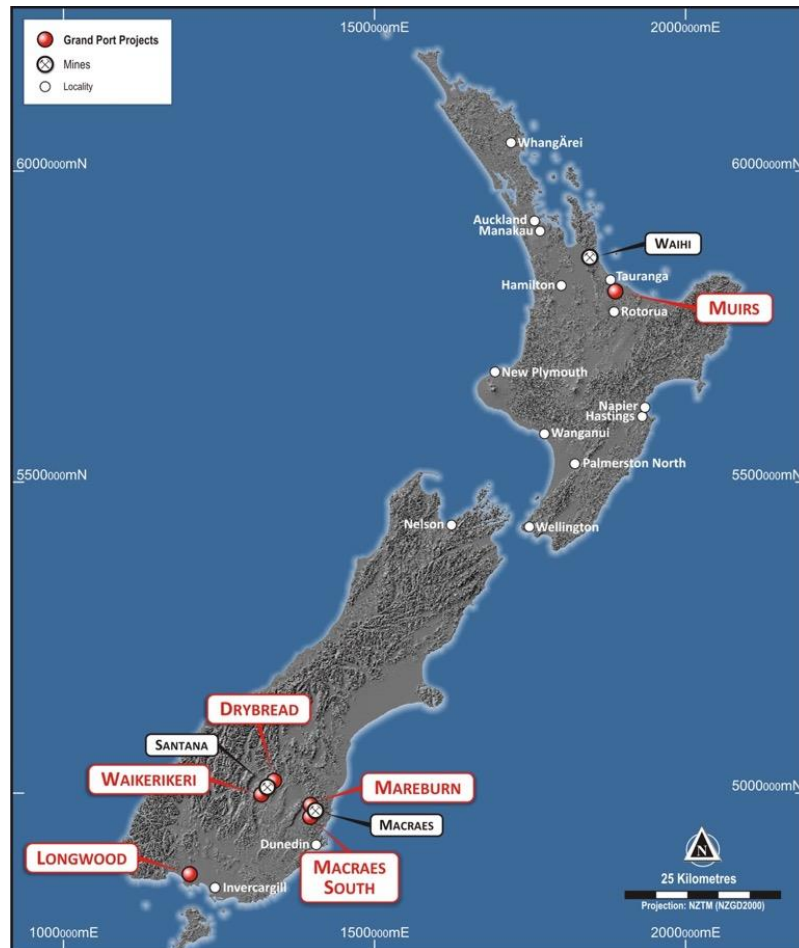 1500000mE
2000000mE
Grand Port Projects
Mines
Locality
WhangÄrei
6000000mN
6000000mN
Auckland
Manakau
WAIHI
Tauranga
Hamilton
MUIRS
Rotorua
New Plymouth
Napier
Hastings
Wanganui
Palmerston North
5500000mN
5500000mN
Nelson
Wellington
DRYBREAD
SANTANA
WAIKERIKERI
MAREBURN
5000000mN
MACRAES
Dunedin
LONGWOOD
MACRAES
SOUTH
Invercargill
N
25 Kilometres
Projection: NZTM (NZGD2000)
1000000mE
1500000mE
2000000mE